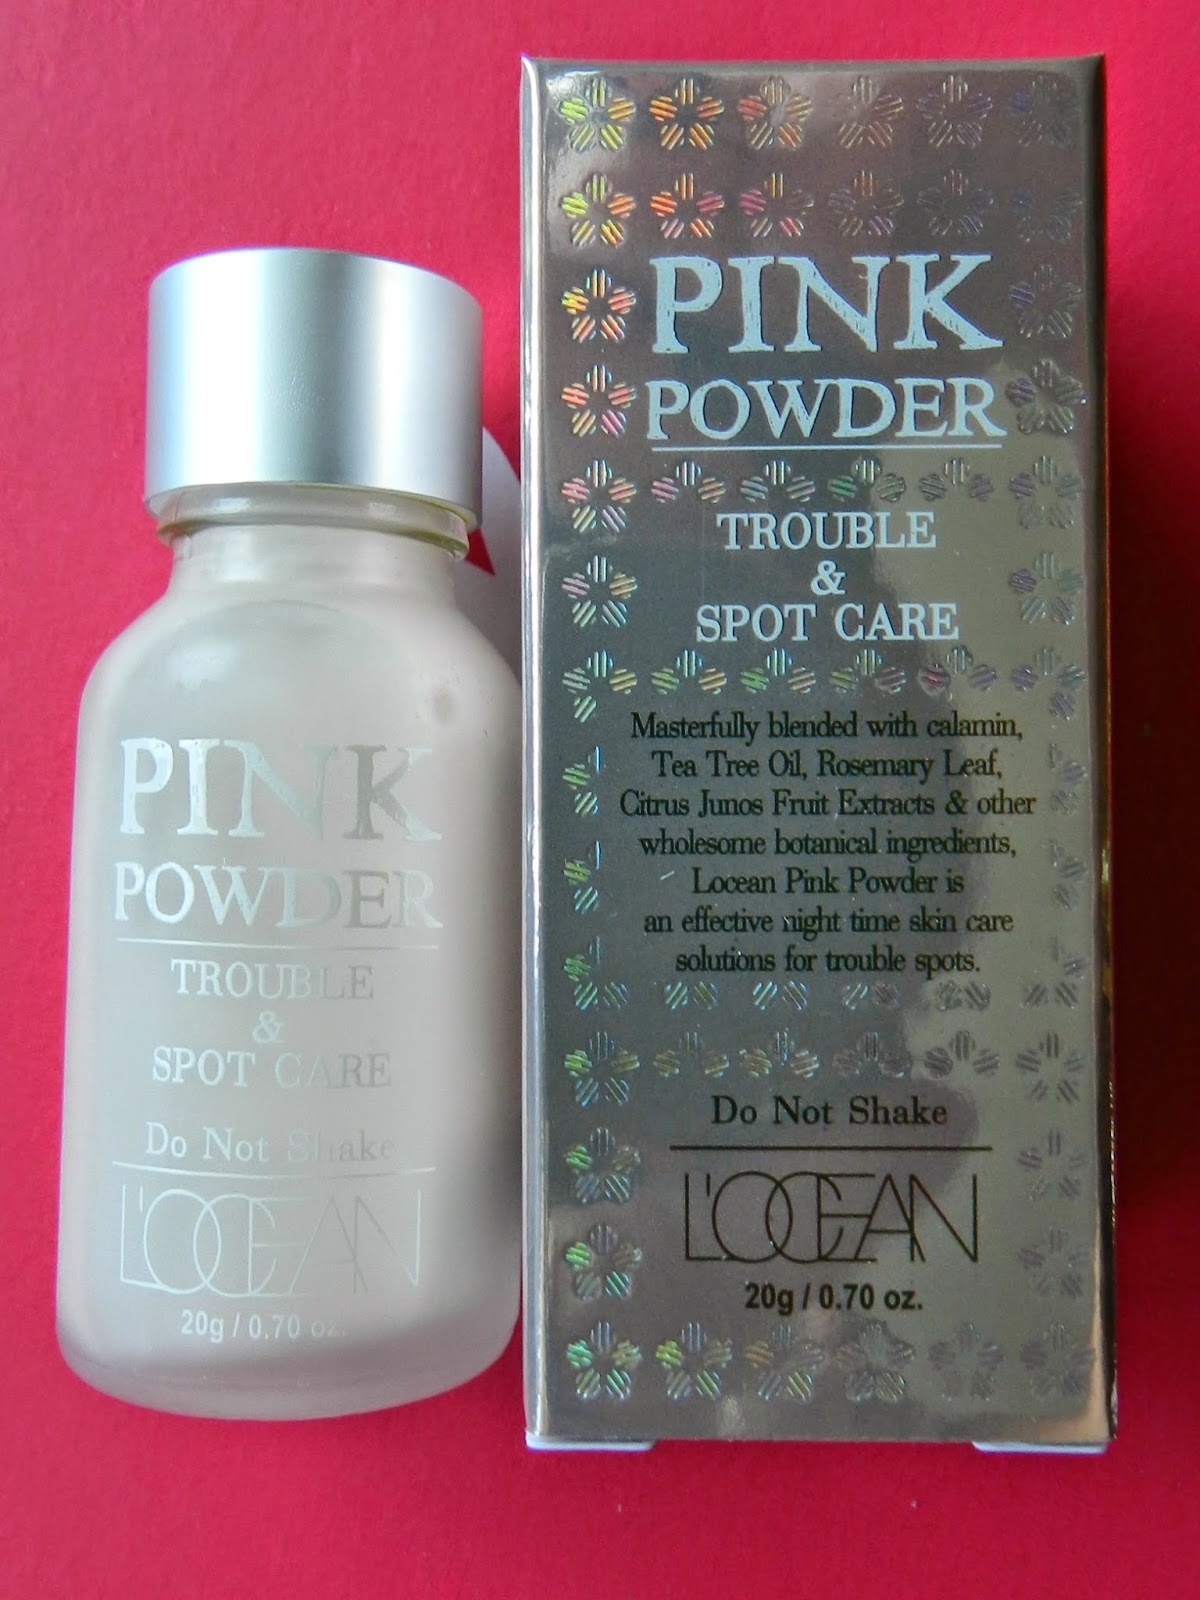 PINK
POWDER
TROUBLE
&
SPOT CARE
Do Not Shake
L'OCEAN
20g / 0.70 oz.
PINK
POWDER
TROUBLE
&
SPOT CARE
Masterfully blended with calamin,
Tea Tree Oil, Rosemary Leaf,
Citrus Junos Fruit Extracts & other
wholesome botanical ingredients,
Locean Pink Powder is
an effective night time skin care
solutions for trouble spots.
Do Not Shake
L'OCEAN
20g / 0.70 oz.